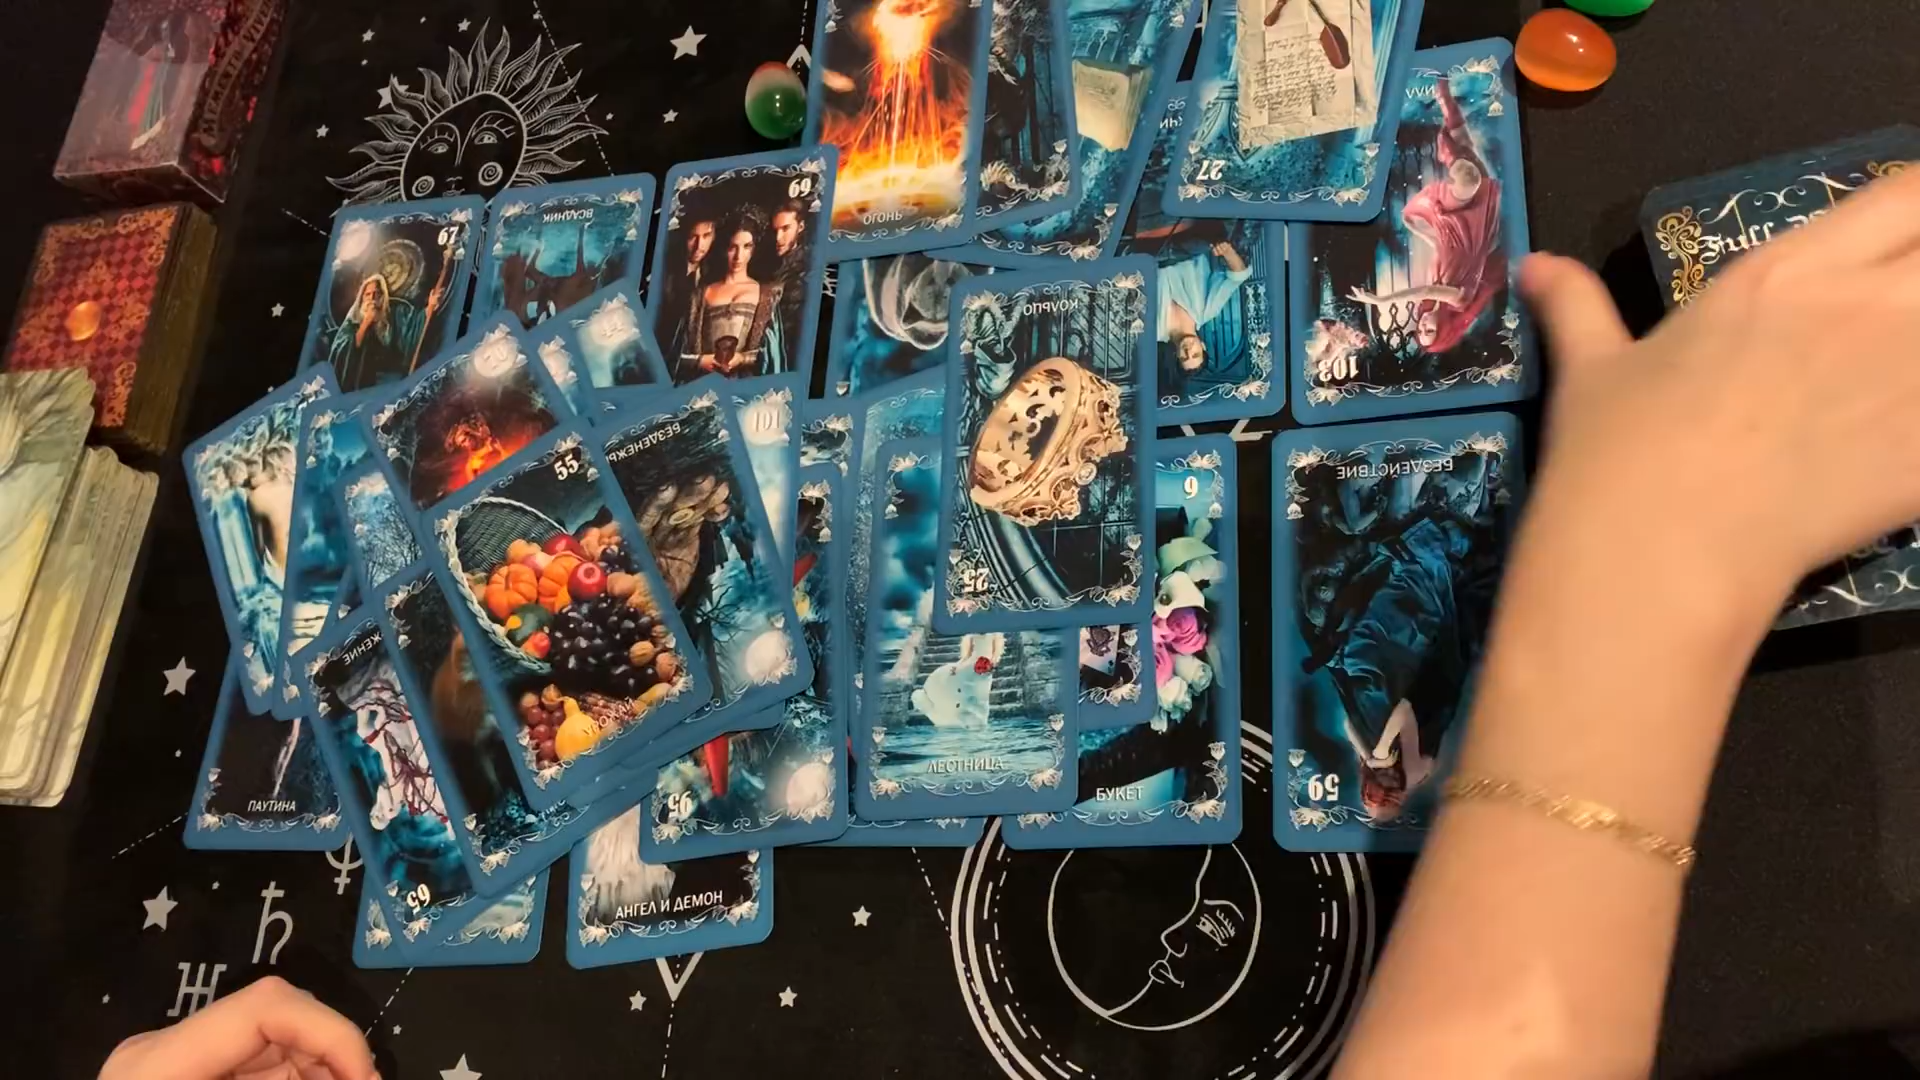 27
69
ОГОНЬ
67
ВСАДНИК
КОЛЬЦО
103
101
55
БЕЗДЕНЕЖЬЕ
6
БЕЗДЕЙСТВИЕ
25
УРОЖАЙ
ЛЕСТНИЦА
БУКЕТ
59
ПАУТИНА
95
65
АНГЕЛ И ДЕМОН